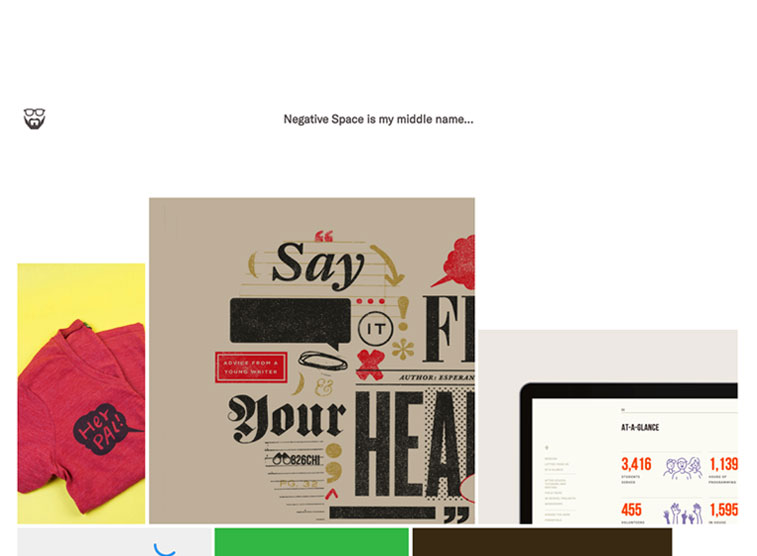 Negative Space is my middle name...
“
Say
IT
FI
ADVICE FROM A
YOUNG WRITER
AUTHOR: ESPERAN
&
Your
HEA
826CHI
PG. 32
”
HEY
PAL!
AT-A-GLANCE
3,416
1,139
STUDENTS
SERVED
HOURS OF
PROGRAMMING
455
1,595
VOLUNTEERS
IN-HOUSE